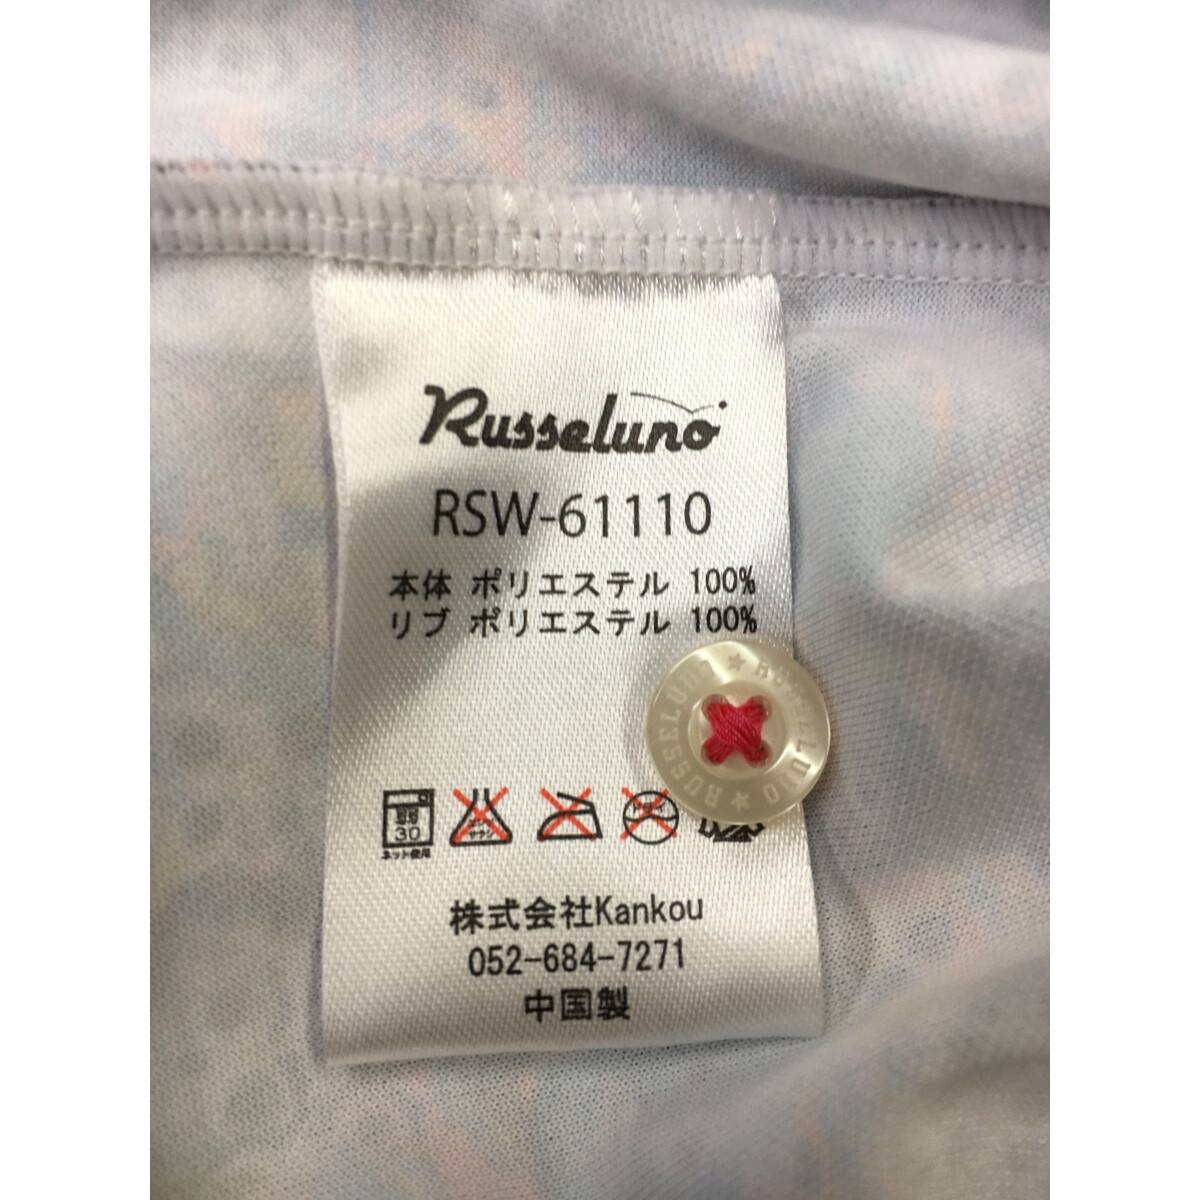 Russeluno
RSW-61110
本体 ポリエステル 100%
リブ ポリエステル 100%
RUSSELUNO ★ RUSSELUNO ★
30
ネット使用
株式会社Kankou
052-684-7271
中国製